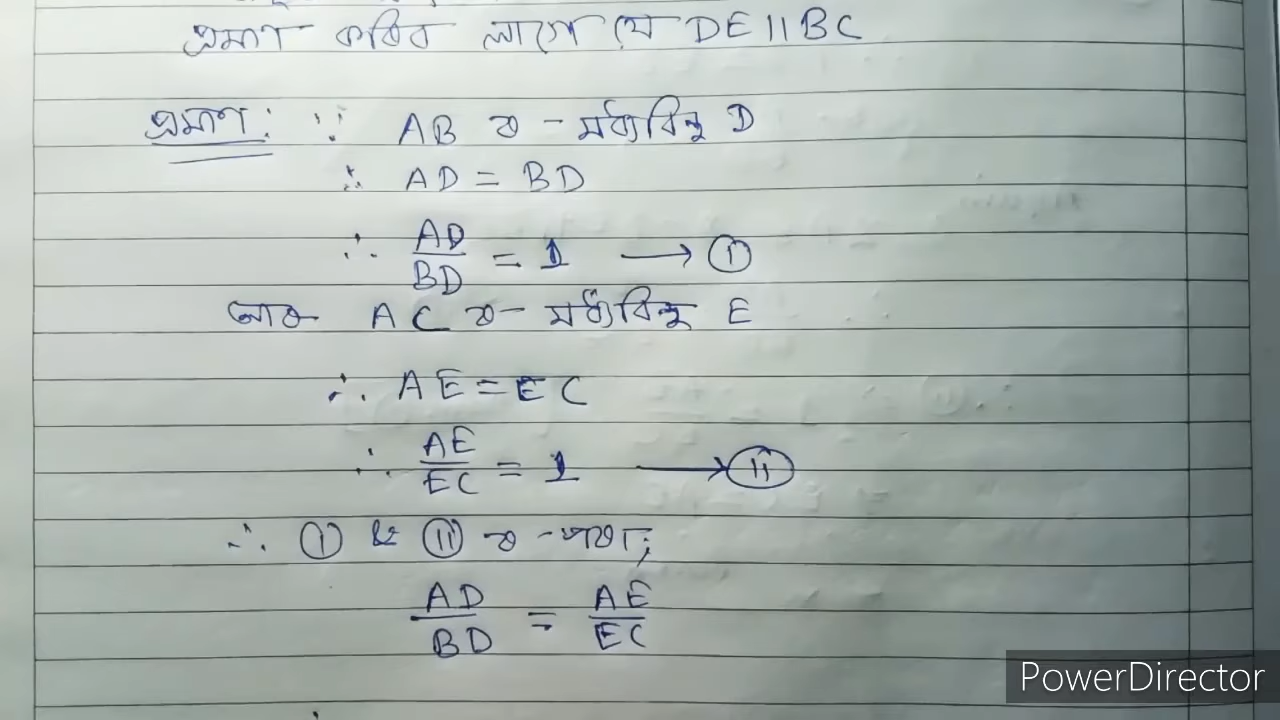 প্ৰমাণ কৰিব লাগে যে DE || BC
প্ৰমাণ: ∵ AB ৰ - মধ্যবিন্দু D
∴ AD = BD
∴ AD/BD = 1 → (i)
আৰু AC ৰ - মধ্যবিন্দু E
∴ AE = EC
∴ AE/EC = 1 → (ii)
∴ (i) & (ii) ৰ - পৰা;
AD/BD = AE/EC
PowerDirector